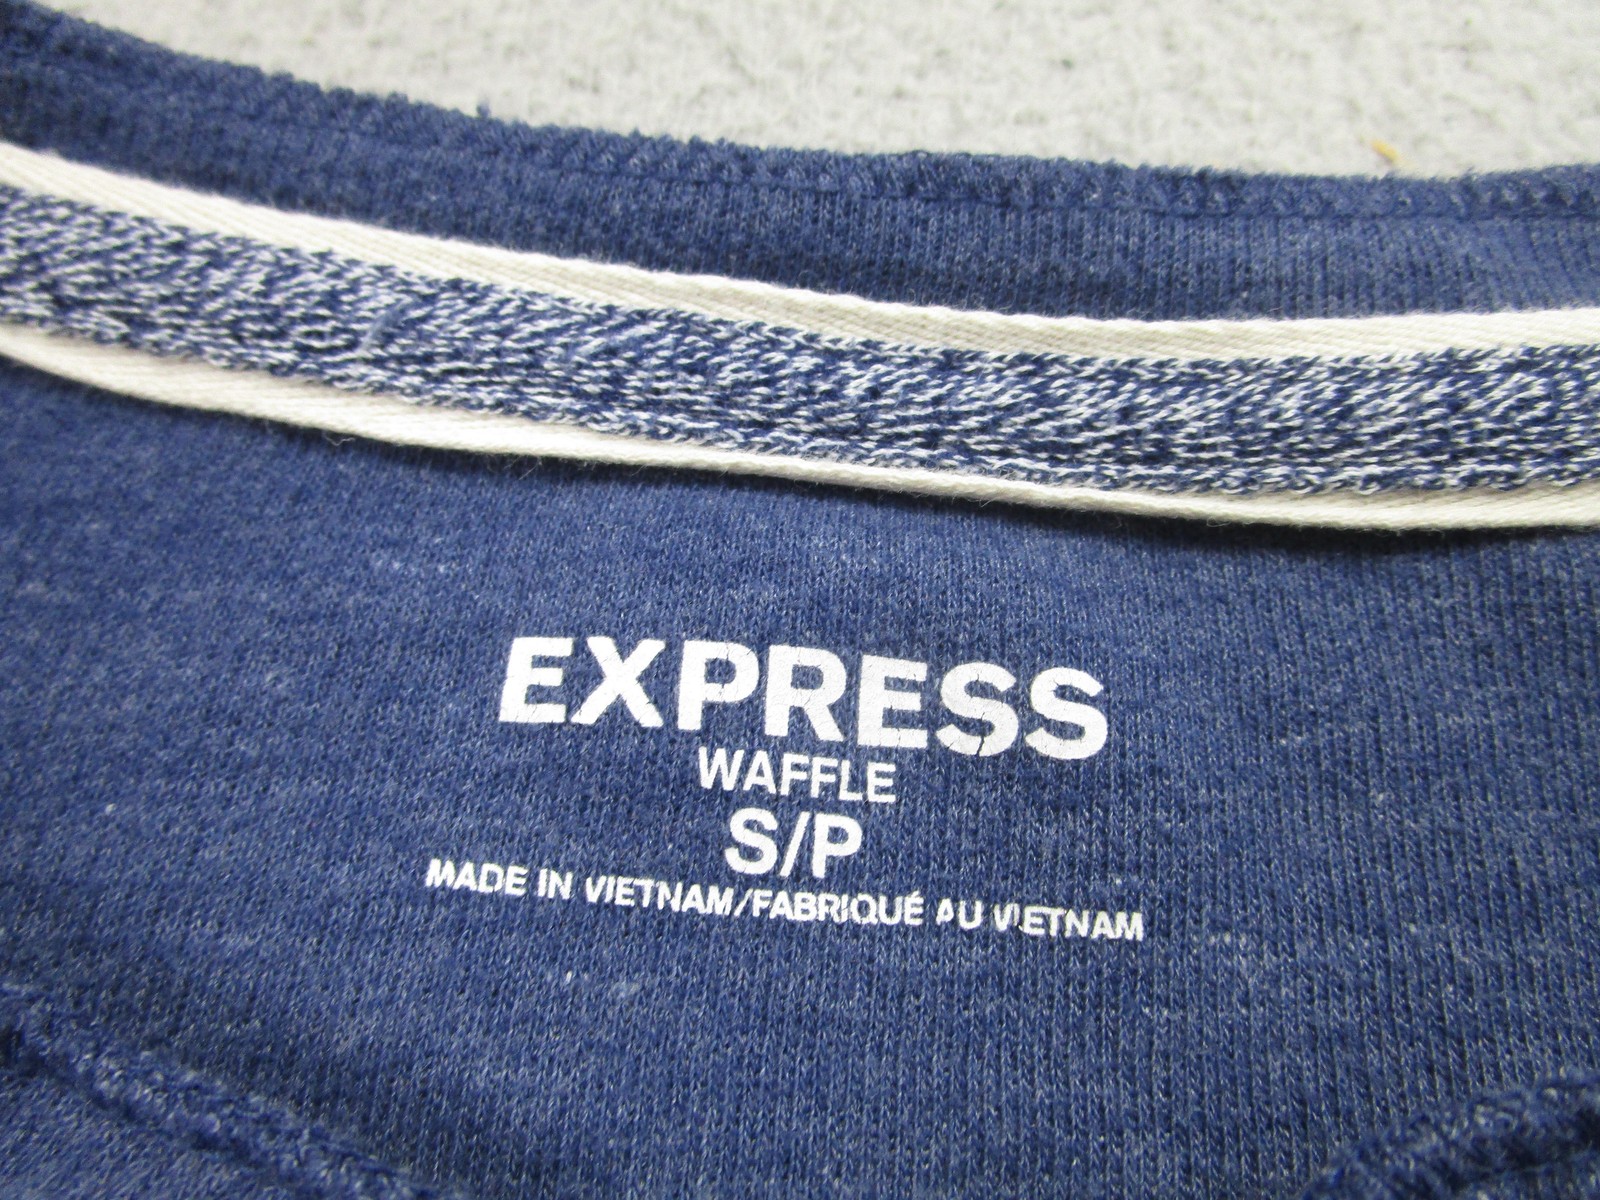 EXPRESS
WAFFLE
S/P
MADE IN VIETNAM/FABRIQUÉ AU VIETNAM